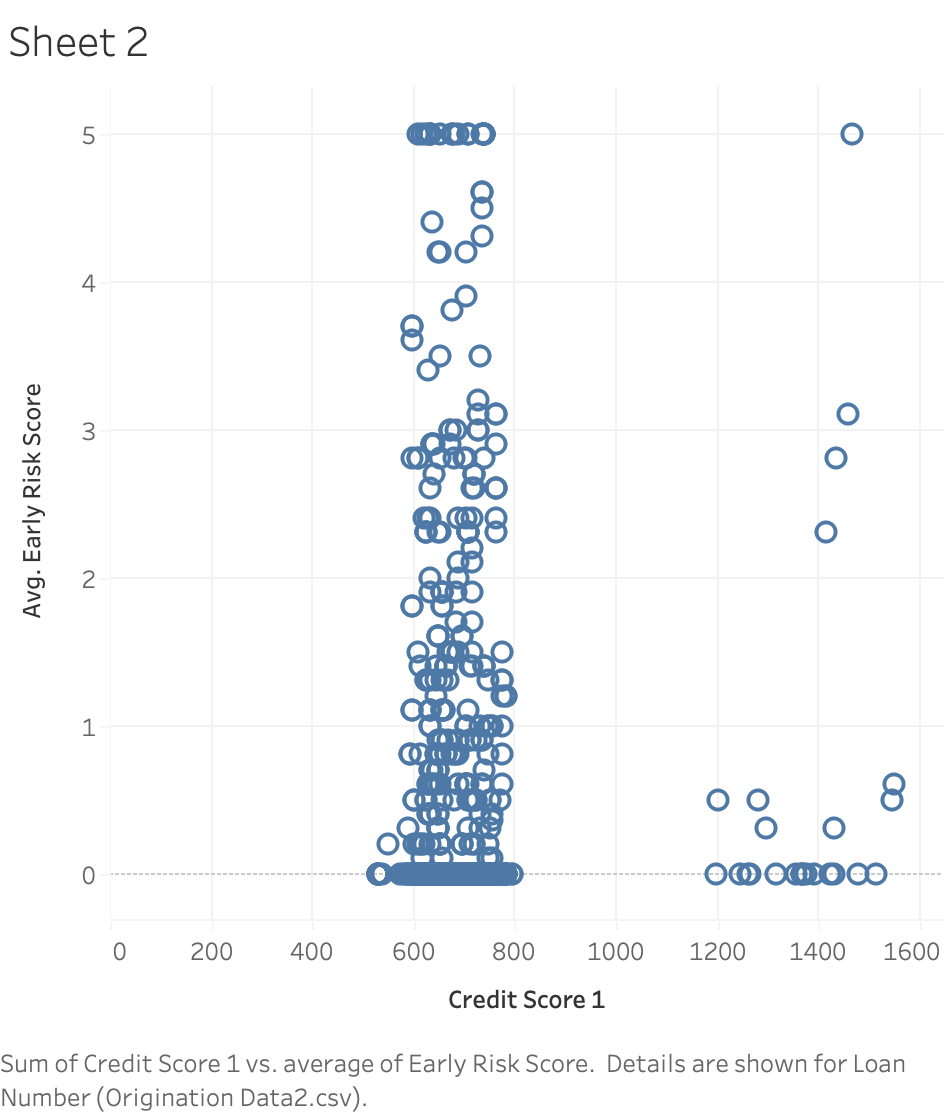 Sheet 2
5
4
3
2
1
0
Avg. Early Risk Score
0 200 400 600 800 1000 1200 1400 1600
Credit Score 1
Sum of Credit Score 1 vs. average of Early Risk Score. Details are shown for Loan
Number (Origination Data2.csv).